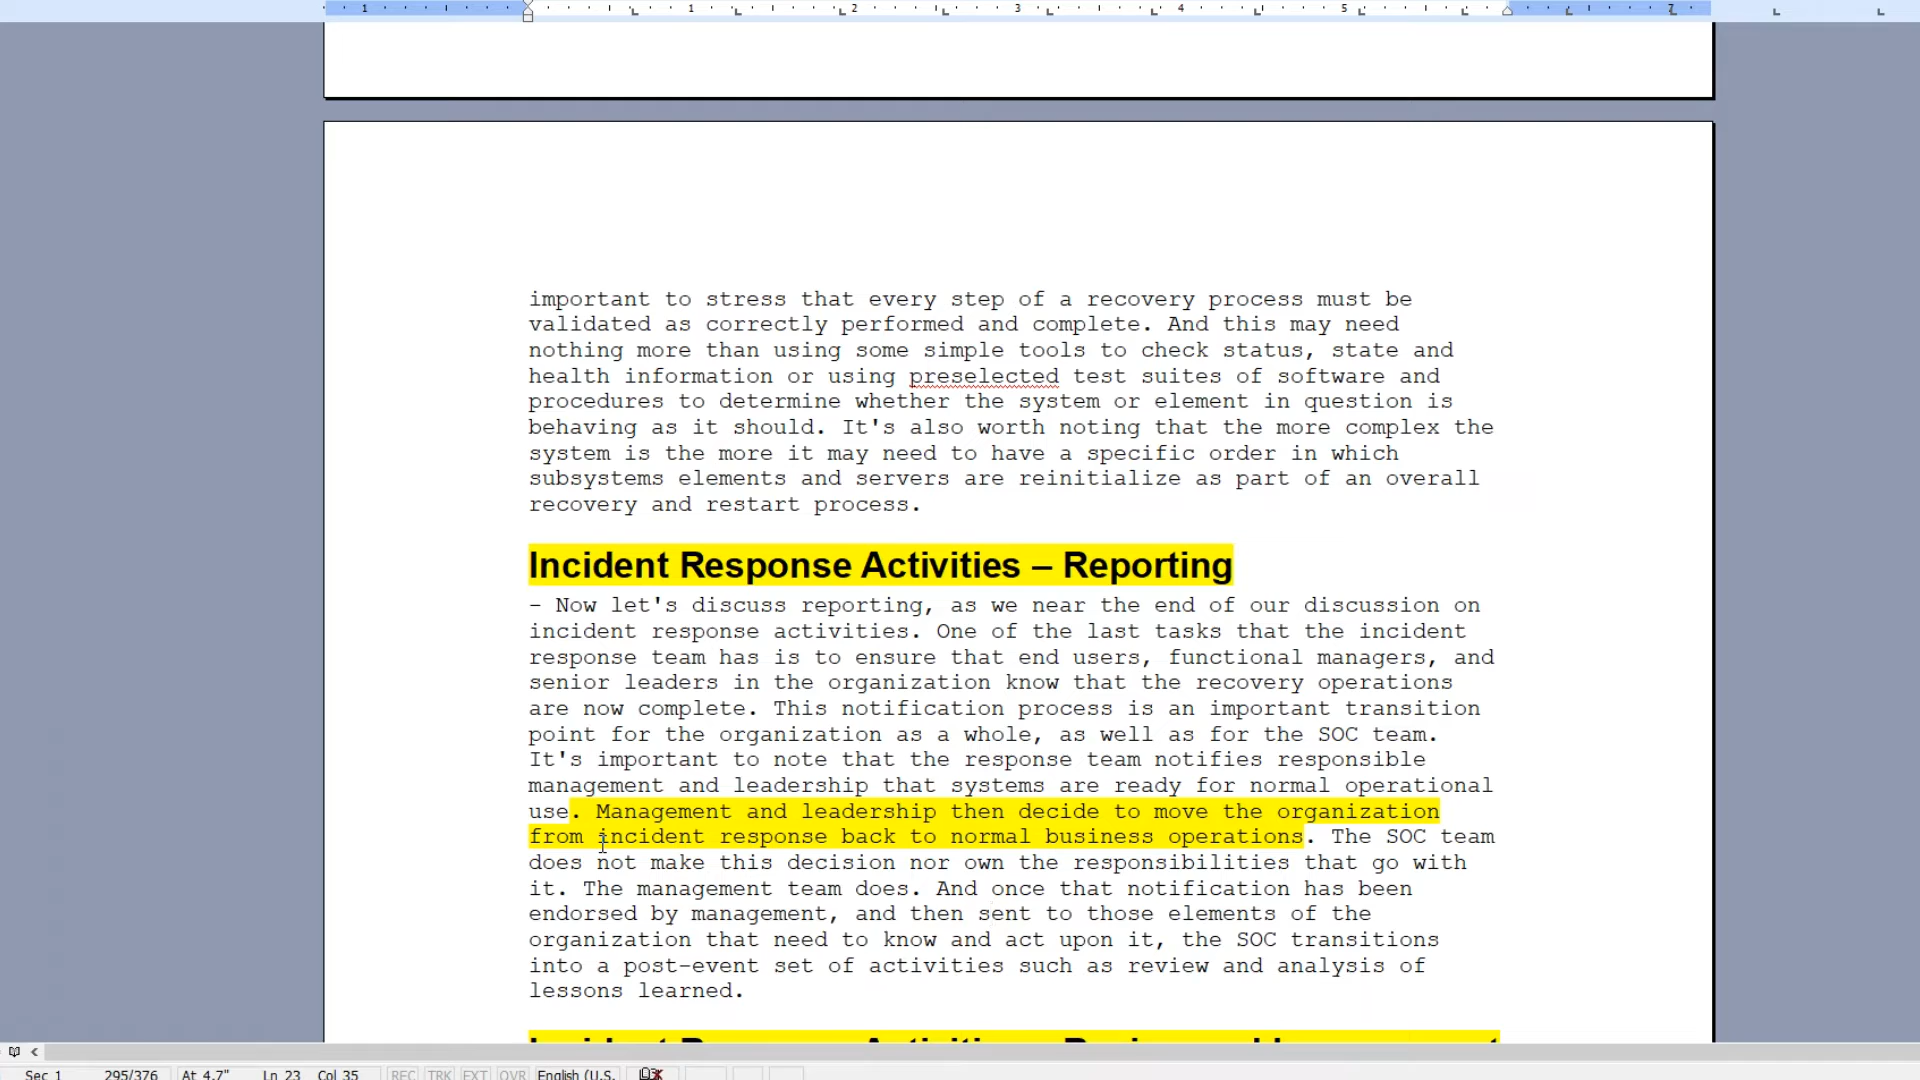 1 1 2 3 4 5 7
important to stress that every step of a recovery process must be
validated as correctly performed and complete. And this may need
nothing more than using some simple tools to check status, state and
health information or using preselected test suites of software and
procedures to determine whether the system or element in question is
behaving as it should. It's also worth noting that the more complex the
system is the more it may need to have a specific order in which
subsystems elements and servers are reinitialize as part of an overall
recovery and restart process.
Incident Response Activities – Reporting
- Now let's discuss reporting, as we near the end of our discussion on
incident response activities. One of the last tasks that the incident
response team has is to ensure that end users, functional managers, and
senior leaders in the organization know that the recovery operations
are now complete. This notification process is an important transition
point for the organization as a whole, as well as for the SOC team.
It's important to note that the response team notifies responsible
management and leadership that systems are ready for normal operational
use. Management and leadership then decide to move the organization
from incident response back to normal business operations. The SOC team
does not make this decision nor own the responsibilities that go with
it. The management team does. And once that notification has been
endorsed by management, and then sent to those elements of the
organization that need to know and act upon it, the SOC transitions
into a post-event set of activities such as review and analysis of
lessons learned.
Sec 1 295/376 At 4.7" Ln 23 Col 35 REC TRK EXT OVR English (U.S.